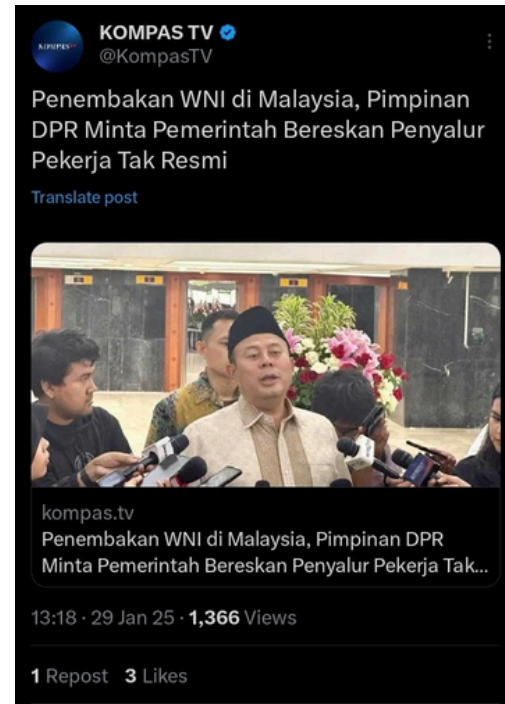 KOMPAS TV
@KompasTV
Penembakan WNI di Malaysia, Pimpinan
DPR Minta Pemerintah Bereskan Penyalur
Pekerja Tak Resmi
Translate post
kompas.tv
Penembakan WNI di Malaysia, Pimpinan DPR
Minta Pemerintah Bereskan Penyalur Pekerja Tak...
13:18 · 29 Jan 25 · 1,366 Views
1 Repost 3 Likes